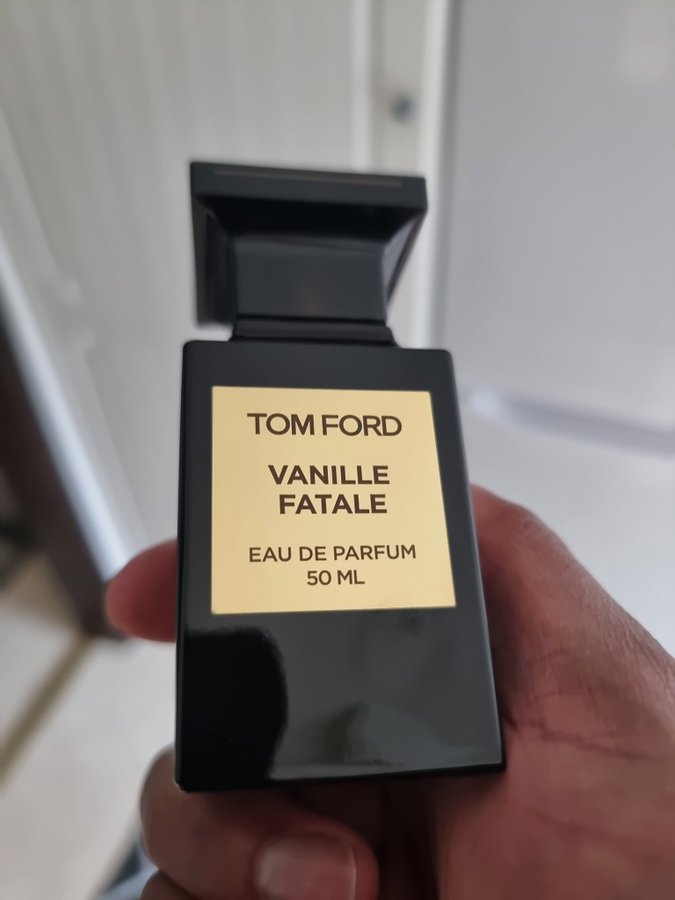 TOM FORD
VANILLE
FATALE
EAU DE PARFUM
50 ML